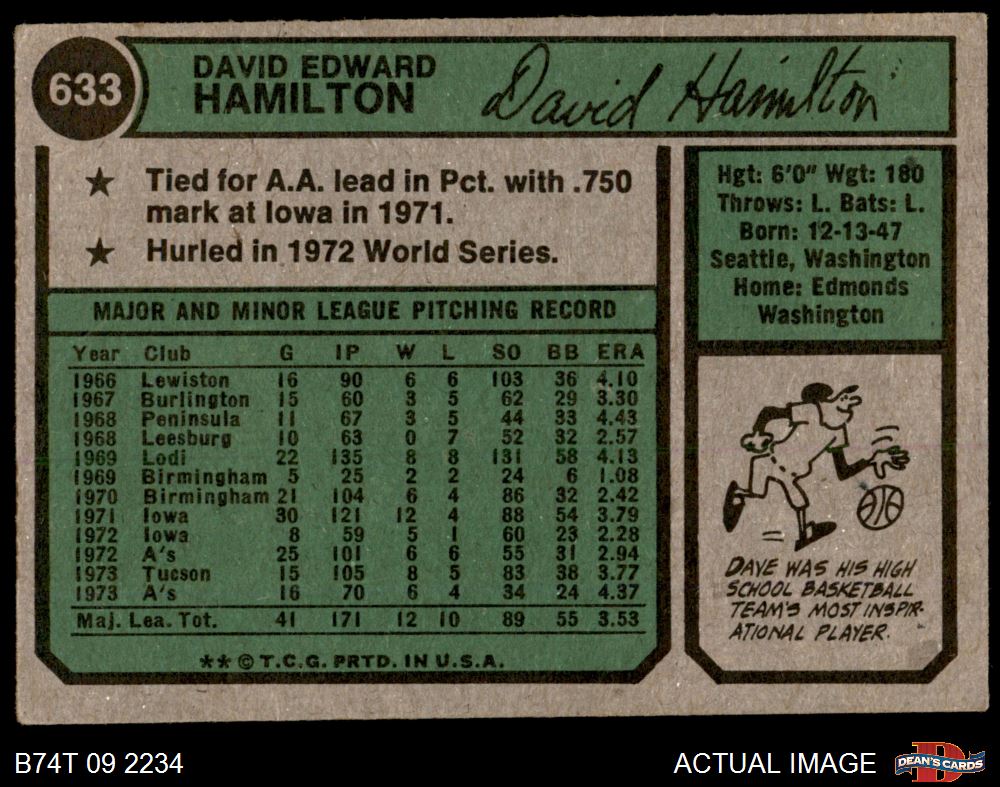 633
DAVID EDWARD
HAMILTON
David Hamilton
★ Tied for A.A. lead in Pct. with .750
mark at Iowa in 1971.
★ Hurled in 1972 World Series.
Hgt: 6'0" Wgt: 180
Throws: L. Bats: L.
Born: 12-13-47
Seattle, Washington
Home: Edmonds
Washington
MAJOR AND MINOR LEAGUE PITCHING RECORD
Year Club G IP W L SO BB ERA
1966 Lewiston 16 90 6 6 103 36 4.10
1967 Burlington 15 60 3 5 62 29 3.30
1968 Peninsula 11 67 3 5 44 33 4.43
1968 Leesburg 10 63 0 7 52 32 2.57
1969 Lodi 22 135 8 8 131 58 4.13
1969 Birmingham 5 25 2 2 24 6 1.08
1970 Birmingham 21 104 6 4 86 32 2.42
1971 Iowa 30 121 12 4 88 54 3.79
1972 Iowa 8 59 5 1 60 23 2.28
1972 A's 25 101 6 6 55 31 2.94
1973 Tucson 15 105 8 5 83 38 3.77
1973 A's 16 70 6 4 34 24 4.37
Maj. Lea. Tot. 41 171 12 10 89 55 3.53
**© T.C.G. PRTD. IN U.S.A.
DAVE WAS HIS HIGH
SCHOOL BASKETBALL
TEAM'S MOST INSPIR-
ATIONAL PLAYER.
B74T 09 2234
ACTUAL IMAGE
DEAN'S CARDS